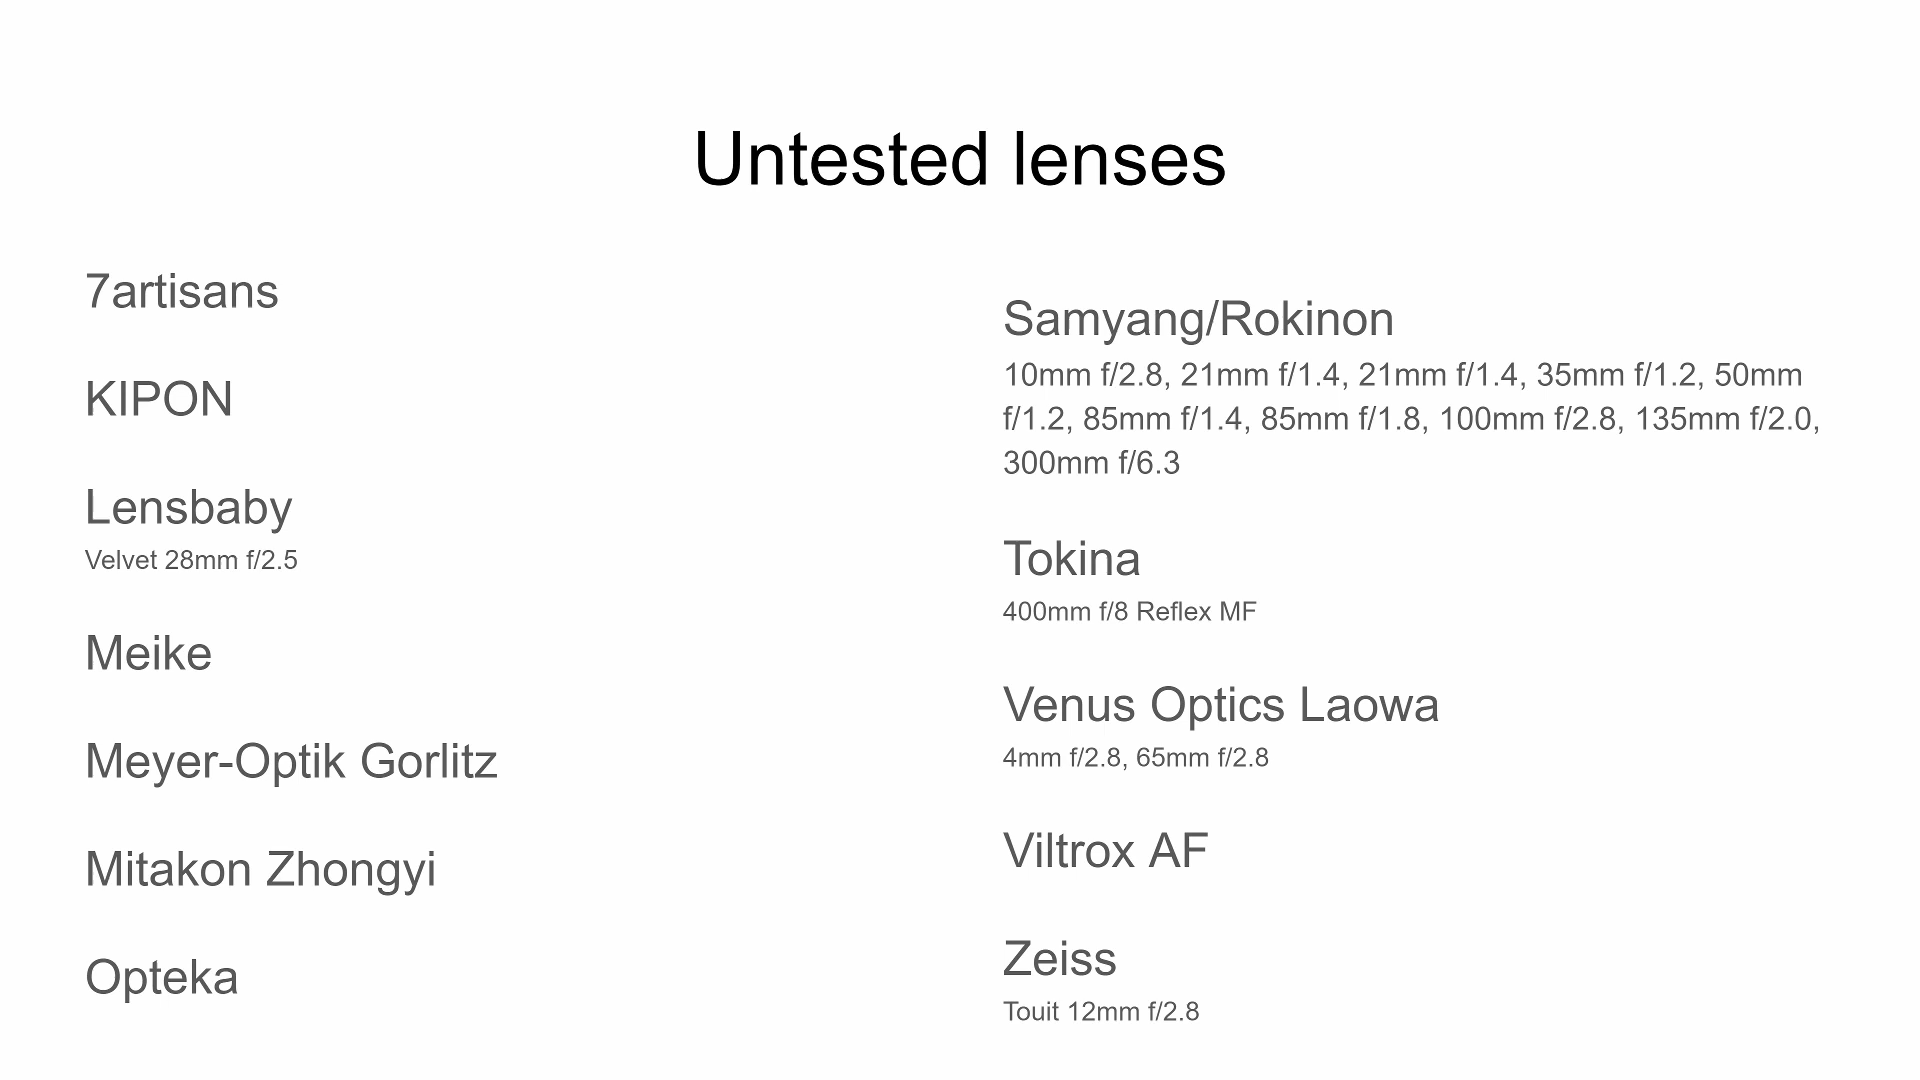 Untested lenses
7artisans
KIPON
Lensbaby
Velvet 28mm f/2.5
Meike
Meyer-Optik Gorlitz
Mitakon Zhongyi
Opteka
Samyang/Rokinon
10mm f/2.8, 21mm f/1.4, 21mm f/1.4, 35mm f/1.2, 50mm
f/1.2, 85mm f/1.4, 85mm f/1.8, 100mm f/2.8, 135mm f/2.0,
300mm f/6.3
Tokina
400mm f/8 Reflex MF
Venus Optics Laowa
4mm f/2.8, 65mm f/2.8
Viltrox AF
Zeiss
Touit 12mm f/2.8